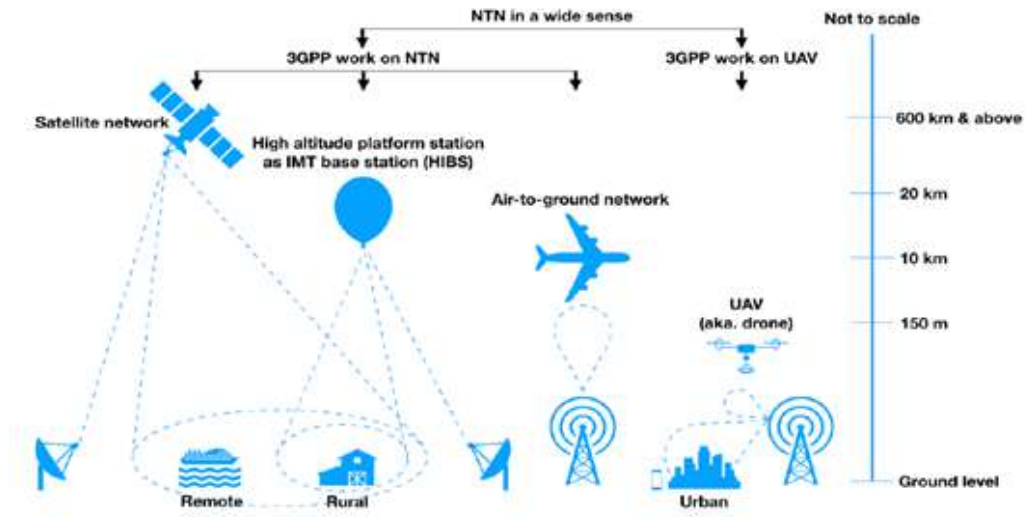 NTN in a wide sense
Not to scale
3GPP work on NTN
3GPP work on UAV
Satellite network
600 km & above
High altitude platform station
as IMT base station (HIBS)
20 km
Air-to-ground network
10 km
UAV
(aka. drone)
150 m
Remote
Rural
Urban
Ground level